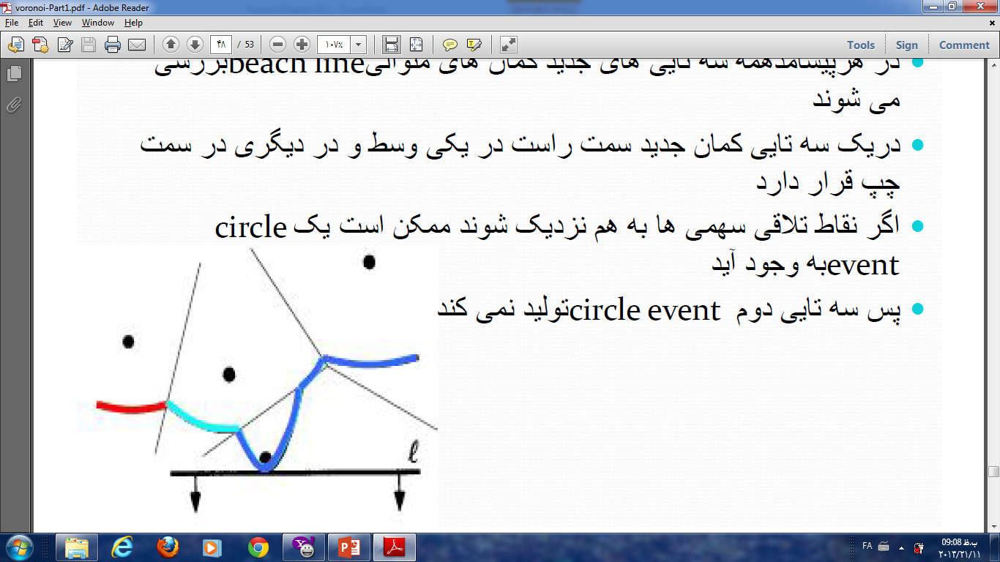 voronoi-Part1.pdf - Adobe Reader
File Edit View Window Help
۴۸ / 53 ۱۰۷% Tools Sign Comment
در هرپیشامدهمه سه تایی های جدید کمان های متوالیbeach lineبررسی
می شوند
دریک سه تایی کمان جدید سمت راست در یکی وسط و در دیگری در سمت
چپ قرار دارد
اگر نقاط تلاقی سهمی ها به هم نزدیک شوند ممکن است یک circle
eventبه وجود آید
پس سه تایی دوم circle eventتولید نمی کند
ℓ
FA ب.ظ 09:08
۲۰۱۳/۲۱/۱۱